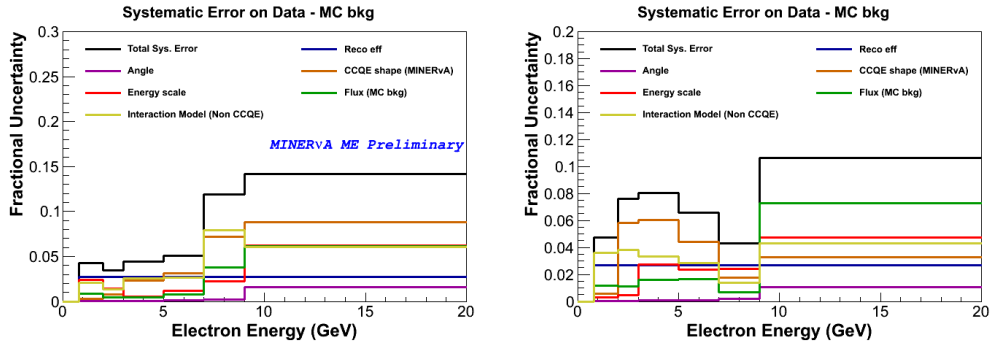 Systematic Error on Data - MC bkg
Fractional Uncertainty
0.3
0.25
0.2
0.15
0.1
0.05
0
Total Sys. Error
Reco eff
Angle
CCQE shape (MINERvA)
Energy scale
Flux (MC bkg)
Interaction Model (Non CCQE)
MINERνA ME Preliminary
0 5 10 15 20
Electron Energy (GeV)
Systematic Error on Data - MC bkg
Fractional Uncertainty
0.2
0.18
0.16
0.14
0.12
0.1
0.08
0.06
0.04
0.02
0
Total Sys. Error
Reco eff
Angle
CCQE shape (MINERvA)
Energy scale
Flux (MC bkg)
Interaction Model (Non CCQE)
0 5 10 15 20
Electron Energy (GeV)